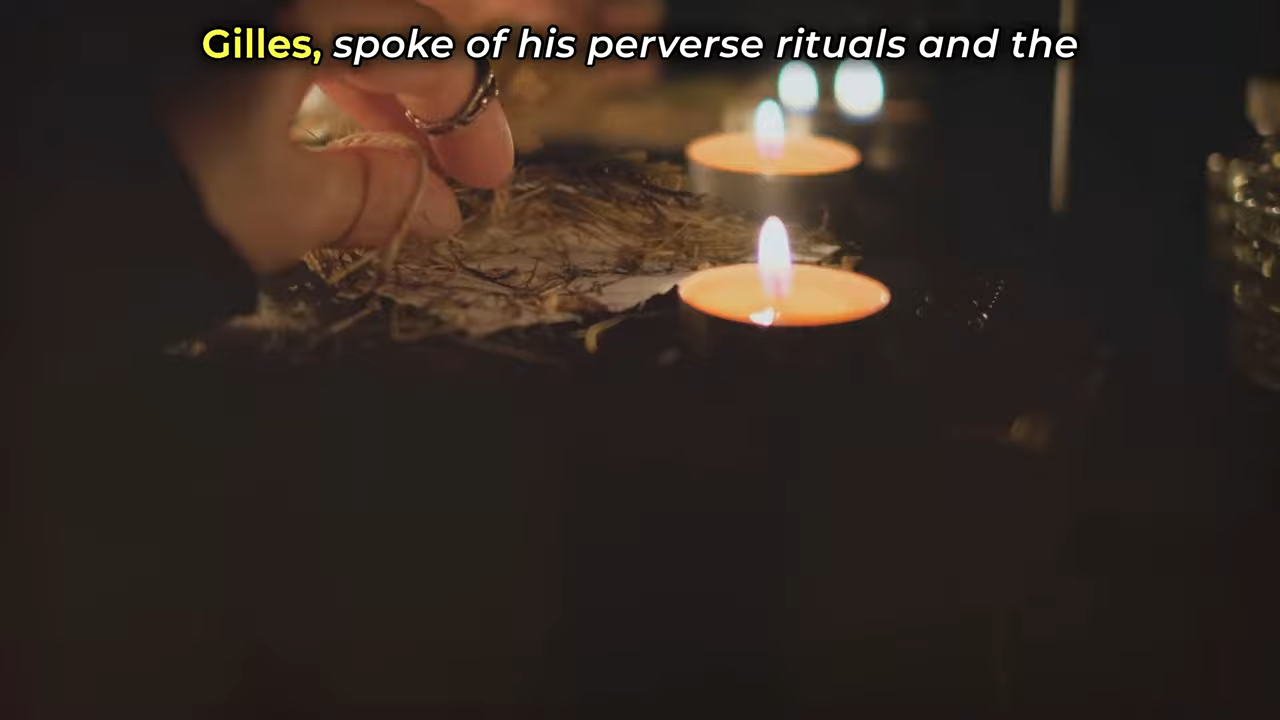 Gilles, spoke of his perverse rituals and the